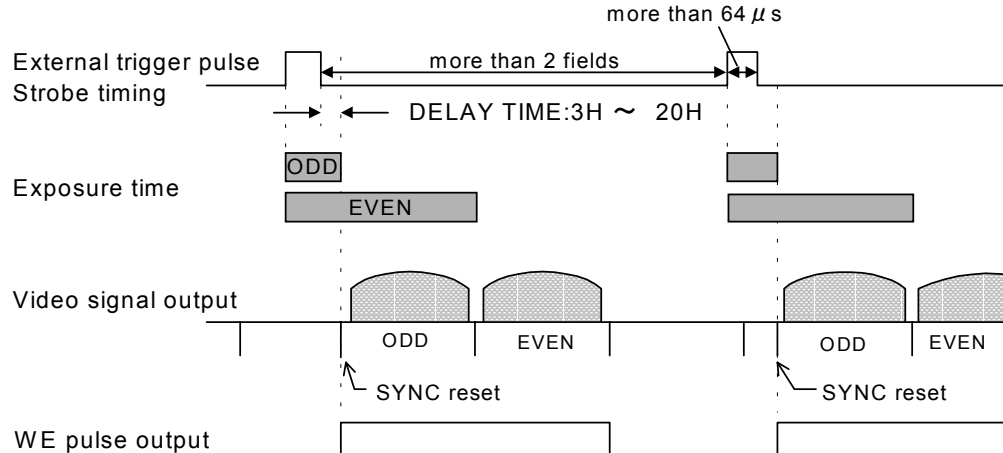 more than 64 μ s
External trigger pulse
more than 2 fields
Strobe timing
DELAY TIME:3H ～ 20H
ODD
Exposure time
EVEN
Video signal output
ODD
EVEN
ODD
EVEN
SYNC reset
SYNC reset
WE pulse output